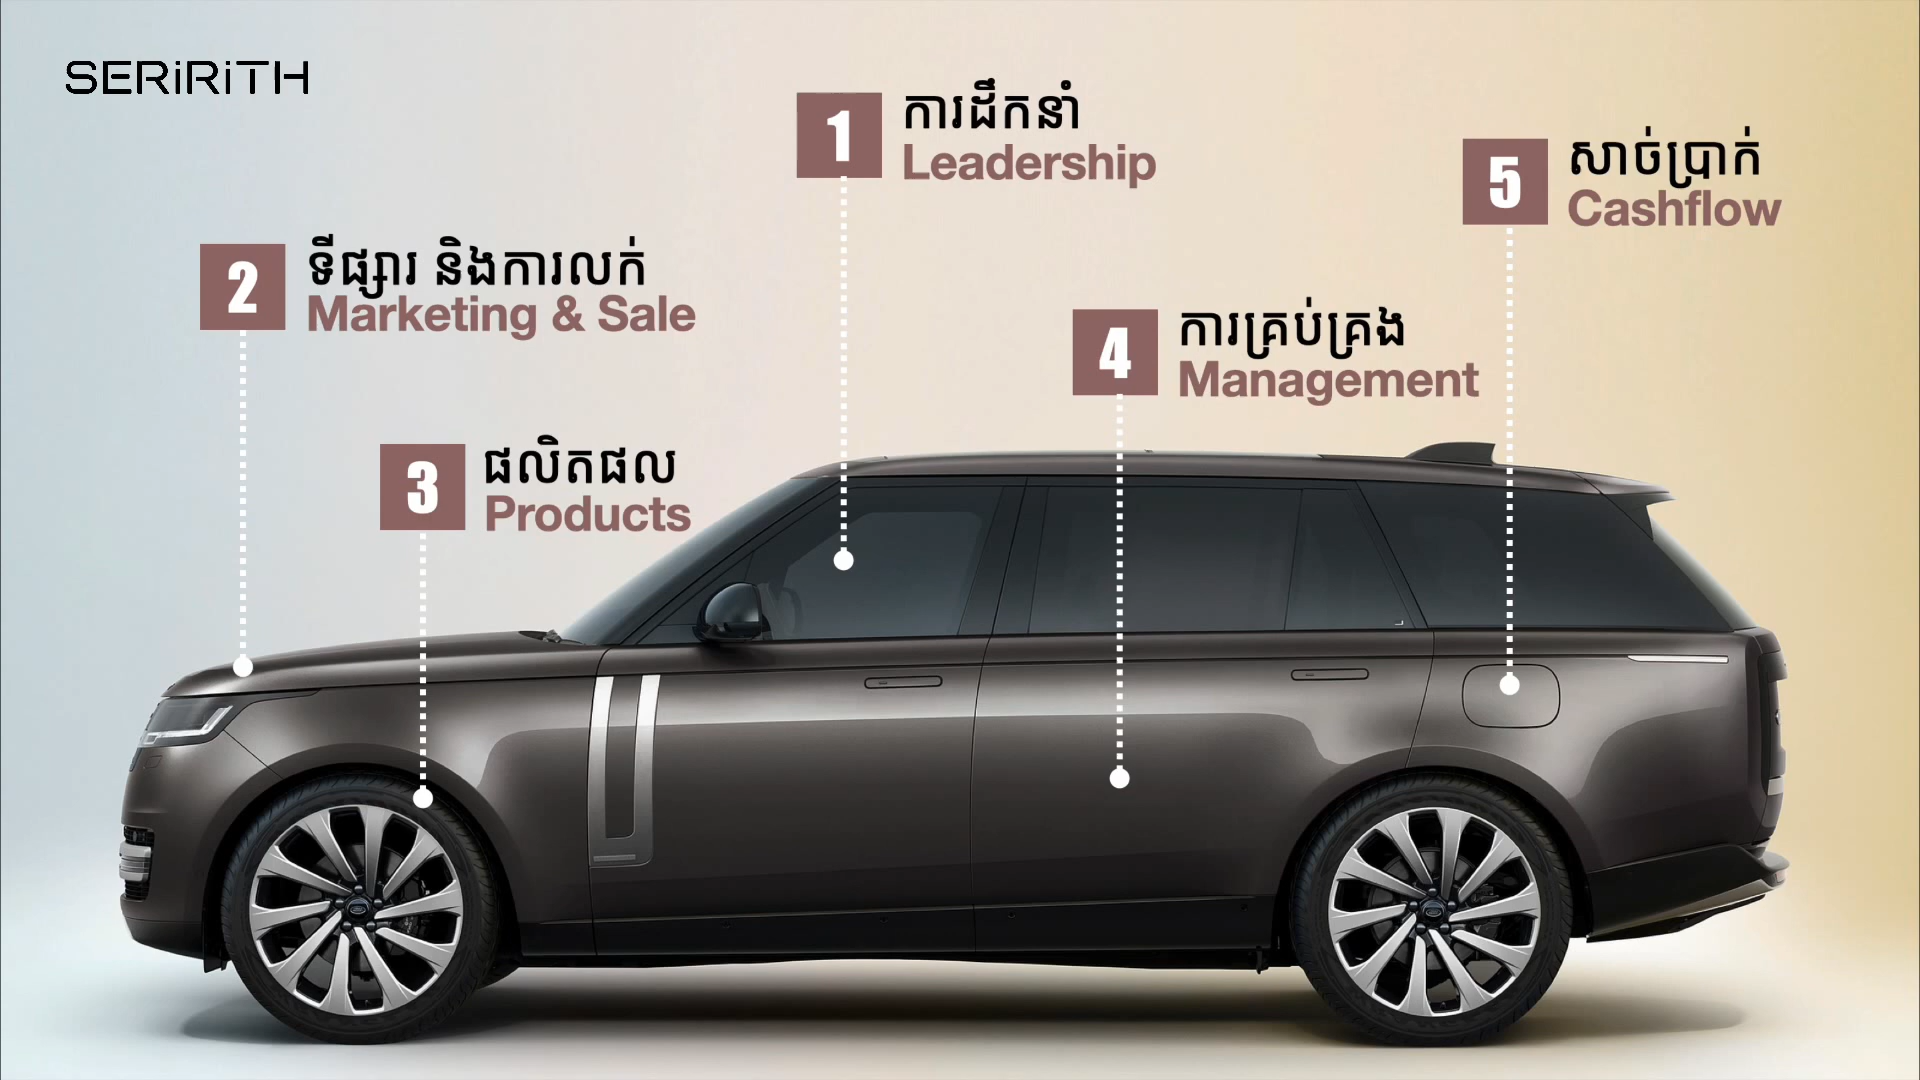 SERiRiTH
1
ការដឹកនាំ
Leadership
5
សាច់ប្រាក់
Cashflow
2
ទីផ្សារ និងការលក់
Marketing & Sale
4
ការគ្រប់គ្រង
Management
3
ផលិតផល
Products